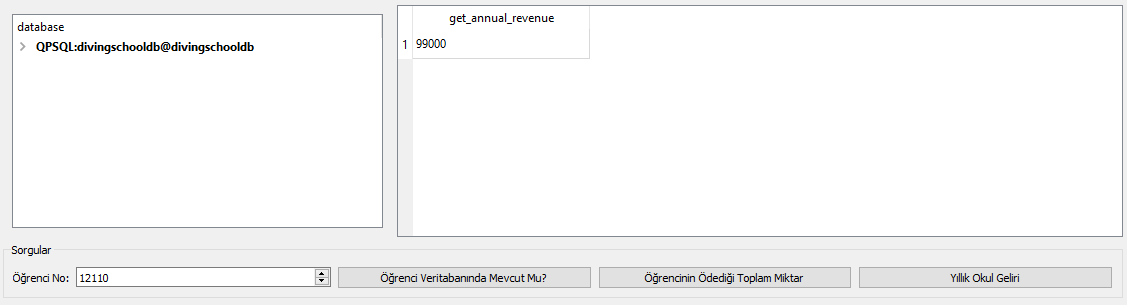 database
QPSQL:divingschooldb@divingschooldb
get_annual_revenue
1 99000
Sorgular
Öğrenci No: 12110 Öğrenci Veritabanında Mevcut Mu? Öğrencinin Ödediği Toplam Miktar Yıllık Okul Geliri